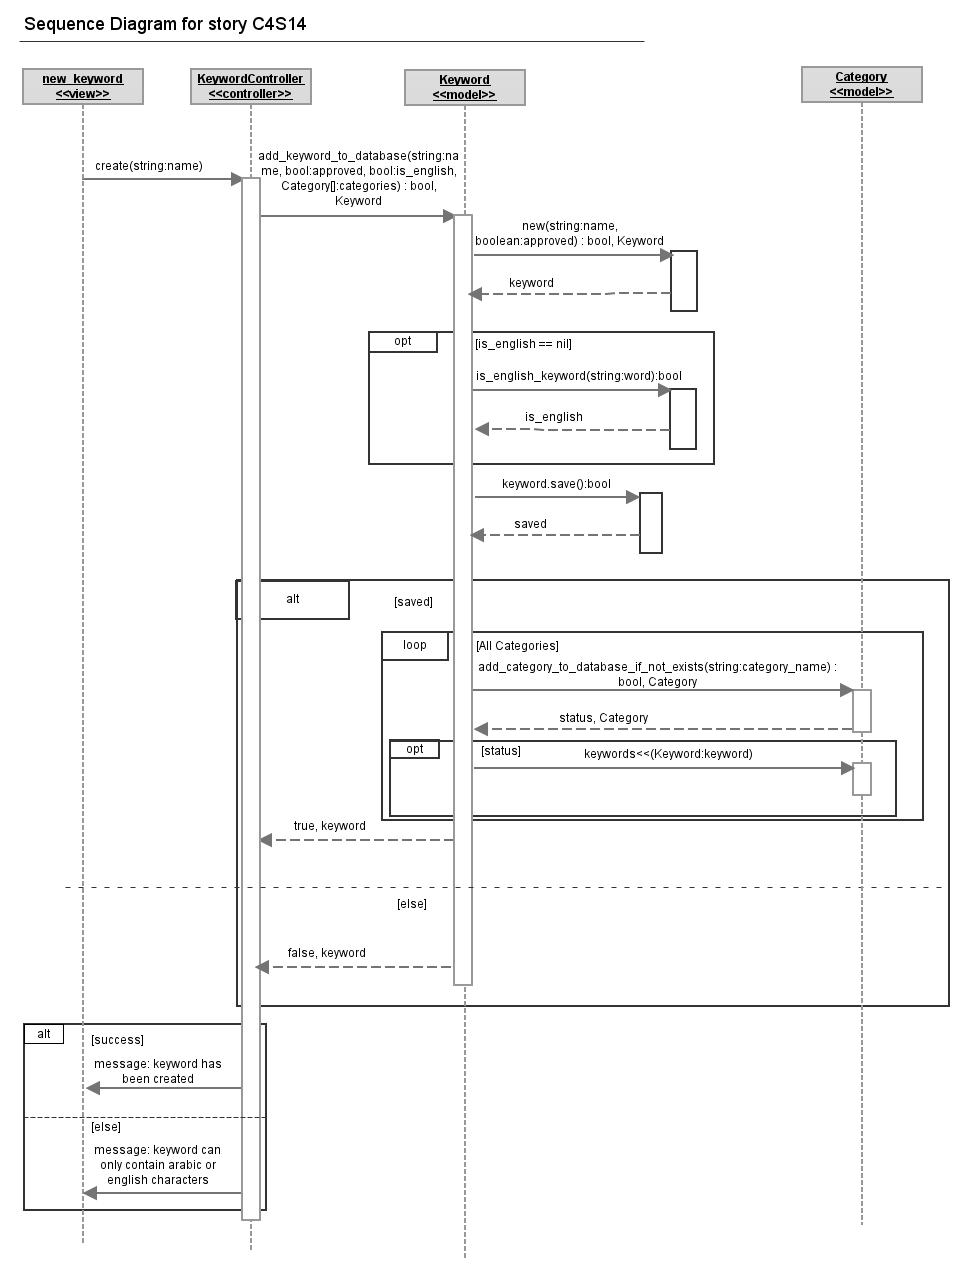 Sequence Diagram for story C4S14
new_keyword
<<view>>
KeywordController
<<controller>>
Keyword
<<model>>
Category
<<model>>
create(string:name)
add_keyword_to_database(string:na
me, bool:approved, bool:is_english,
Category[]:categories) : bool,
Keyword
new(string:name,
boolean:approved) : bool, Keyword
keyword
opt
[is_english == nil]
is_english_keyword(string:word):bool
is_english
keyword.save():bool
saved
alt
[saved]
loop
[All Categories]
add_category_to_database_if_not_exists(string:category_name) :
bool, Category
status, Category
opt
[status]
keywords<<(Keyword:keyword)
true, keyword
[else]
false, keyword
alt
[success]
message: keyword has
been created
[else]
message: keyword can
only contain arabic or
english characters